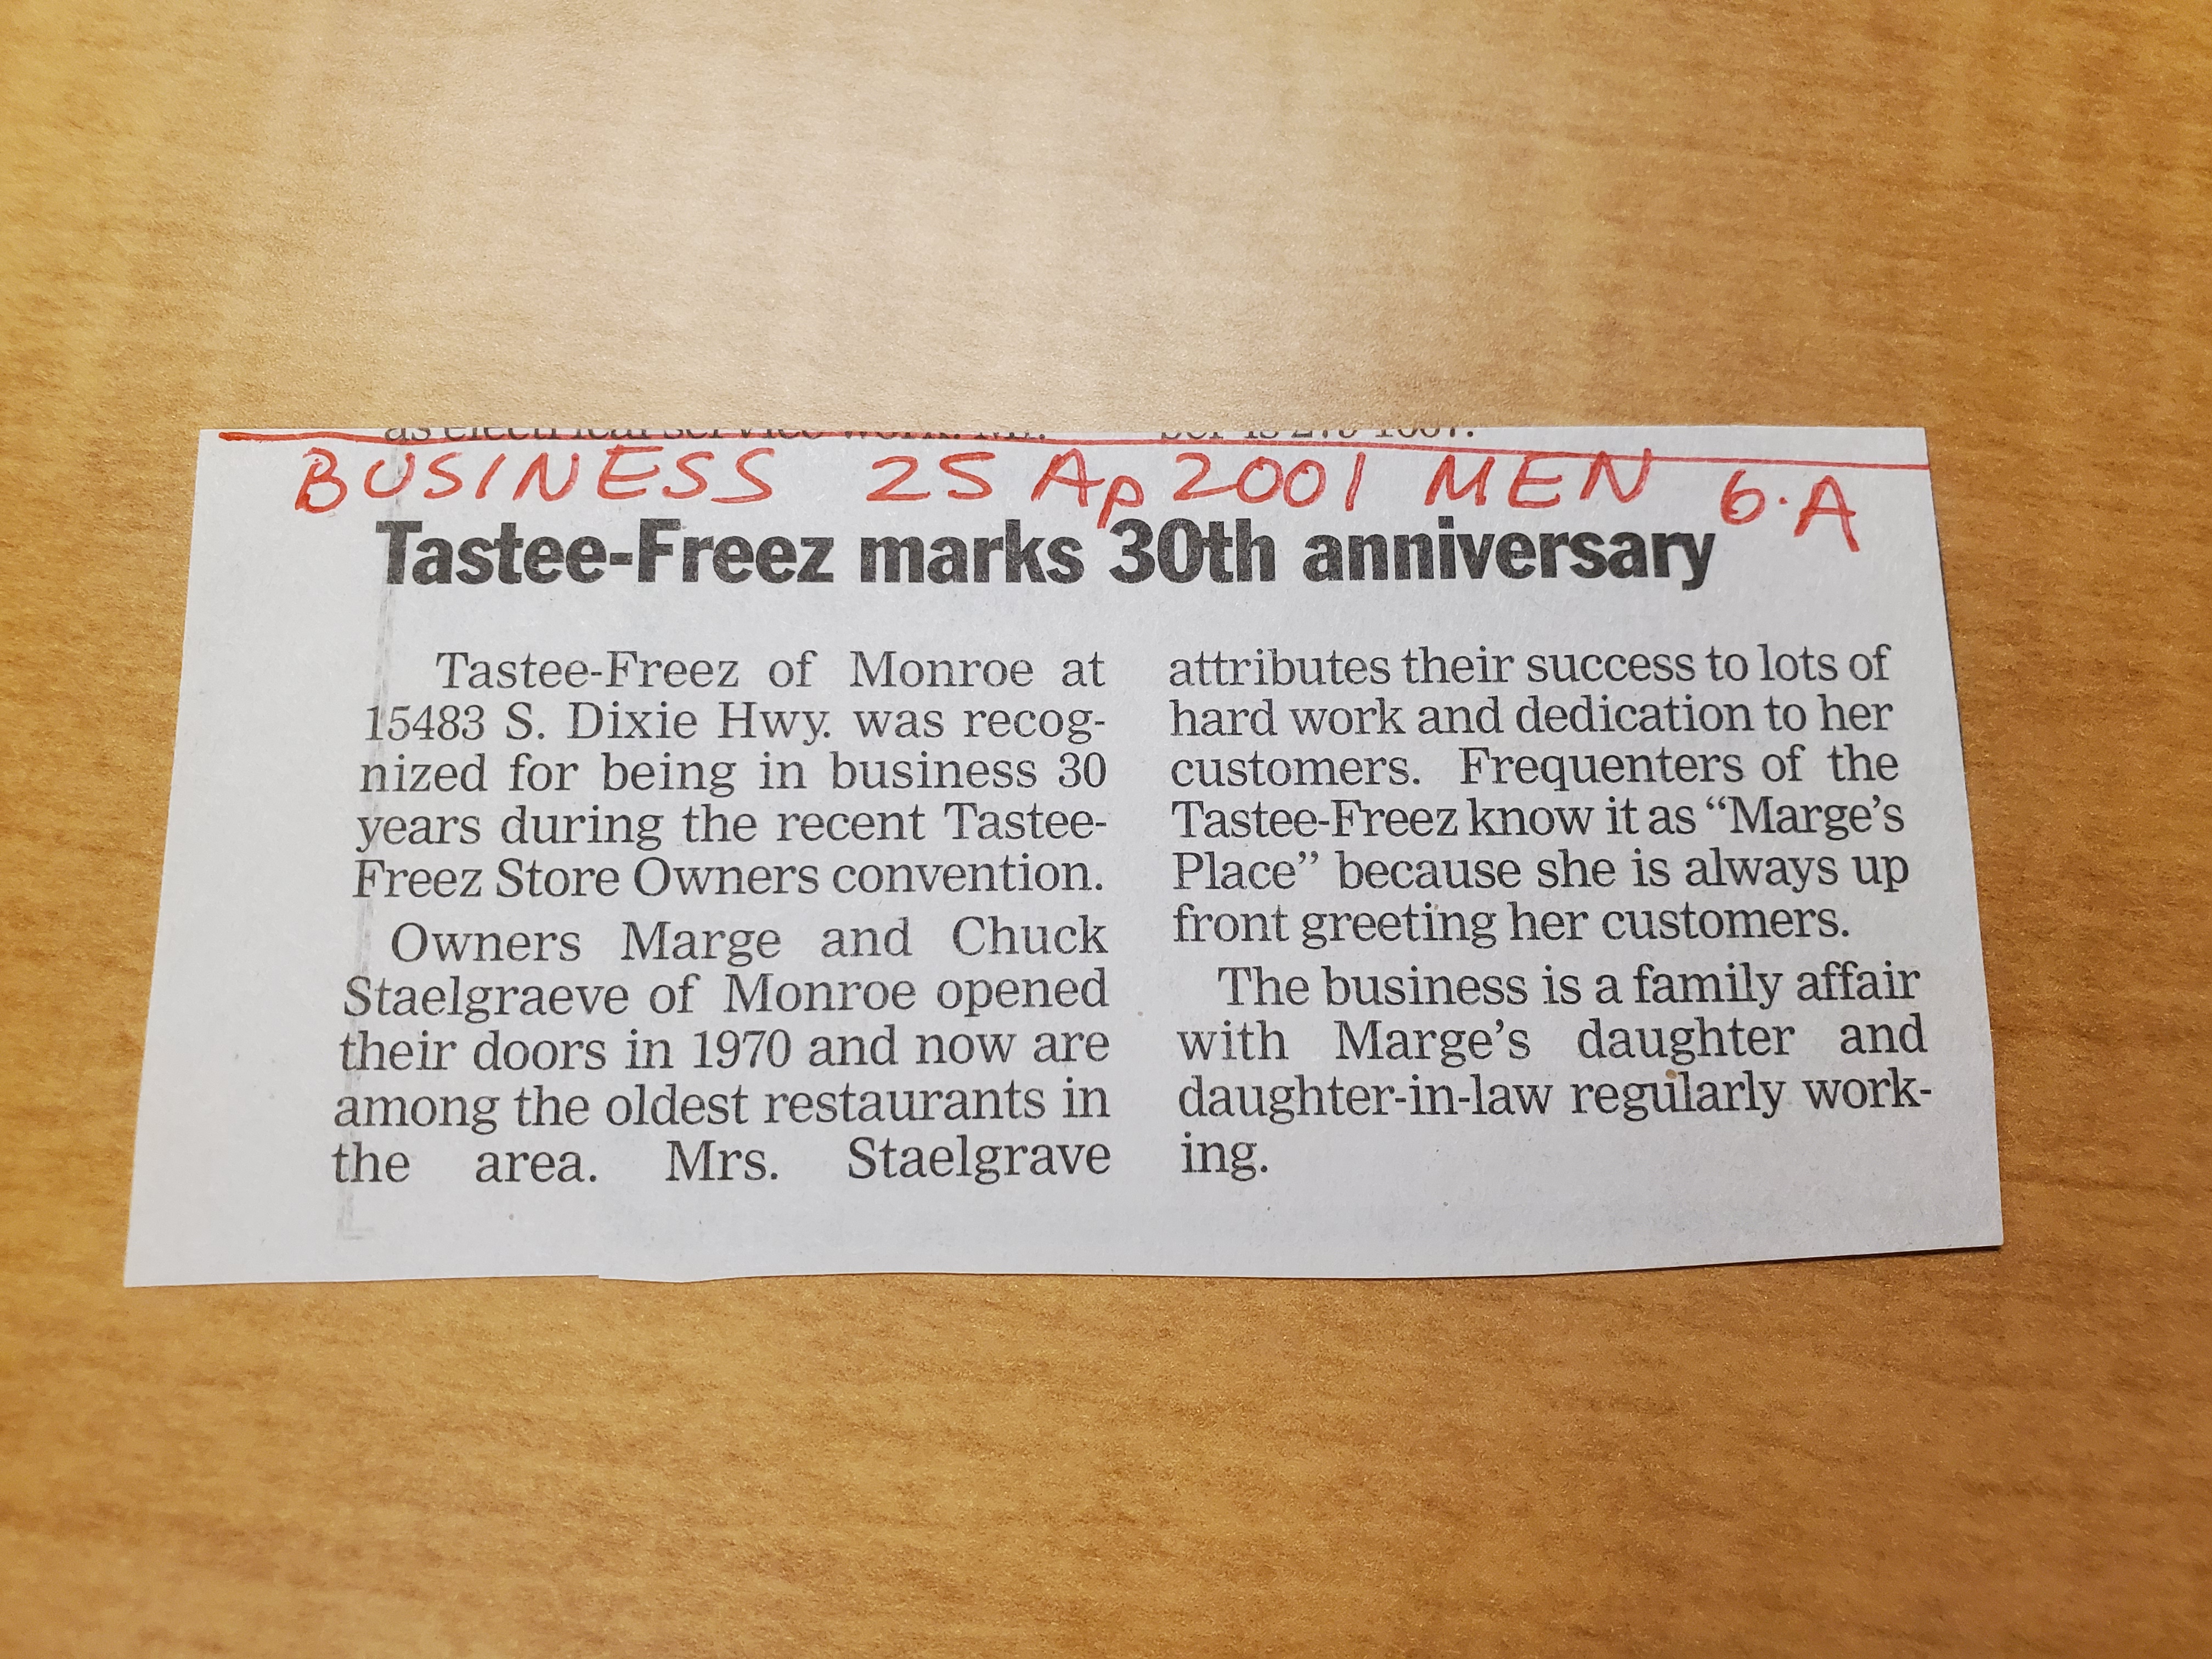 as electrical service work.
BUSINESS 25 Ap 2001 MEN 6·A
Tastee-Freez marks 30th anniversary
Tastee-Freez of Monroe at
15483 S. Dixie Hwy. was recog-
nized for being in business 30
years during the recent Tastee-
Freez Store Owners convention.
Owners Marge and Chuck
Staelgraeve of Monroe opened
their doors in 1970 and now are
among the oldest restaurants in
the area. Mrs. Staelgrave
attributes their success to lots of
hard work and dedication to her
customers. Frequenters of the
Tastee-Freez know it as “Marge’s
Place” because she is always up
front greeting her customers.
The business is a family affair
with Marge’s daughter and
daughter-in-law regularly work-
ing.